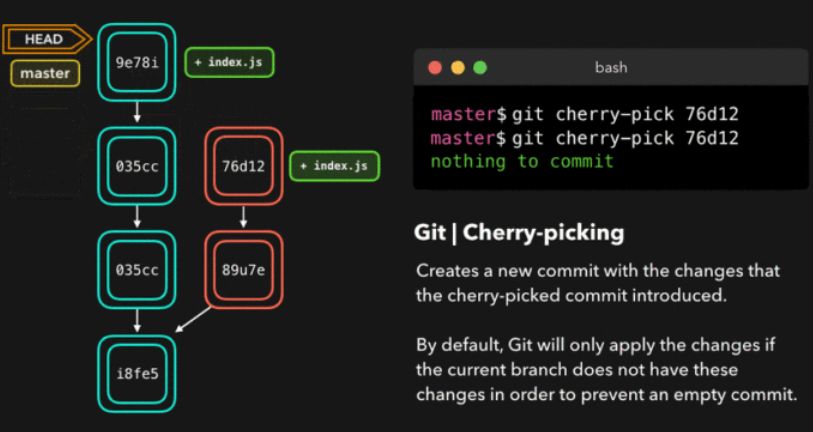 HEAD
master
9e78i
+ index.js
035cc
76d12
+ index.js
035cc
89u7e
i8fe5
bash
master$ git cherry-pick 76d12
master$ git cherry-pick 76d12
nothing to commit
Git | Cherry-picking
Creates a new commit with the changes that
the cherry-picked commit introduced.
By default, Git will only apply the changes if
the current branch does not have these
changes in order to prevent an empty commit.